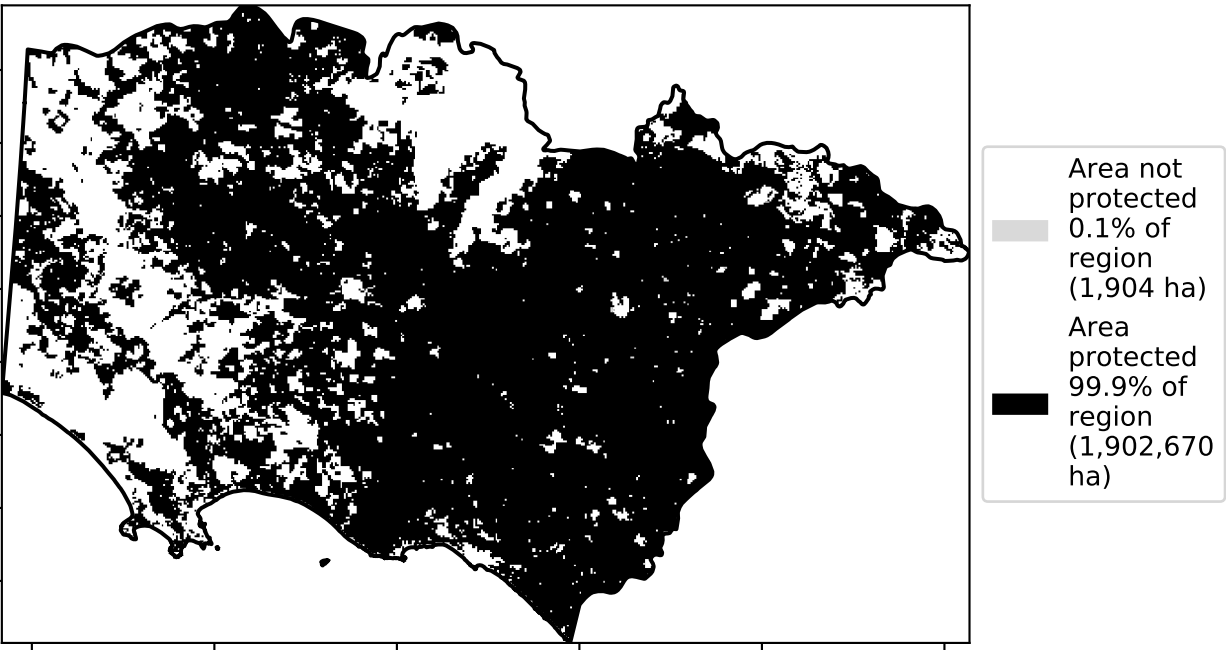 Area not
protected
0.1% of
region
(1,904 ha)
Area
protected
99.9% of
region
(1,902,670
ha)